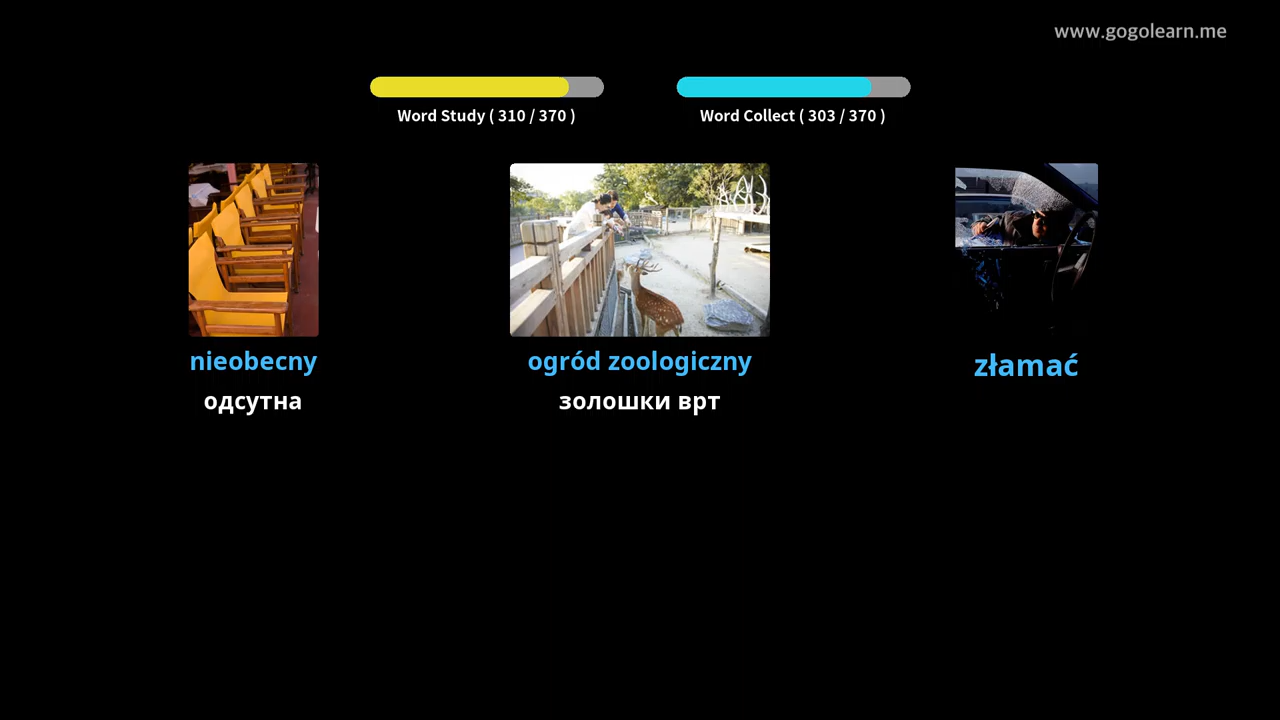 www.gogolearn.me
Word Study ( 310 / 370 )
Word Collect ( 303 / 370 )
nieobecny
одсутна
ogród zoologiczny
золошки врт
złamać